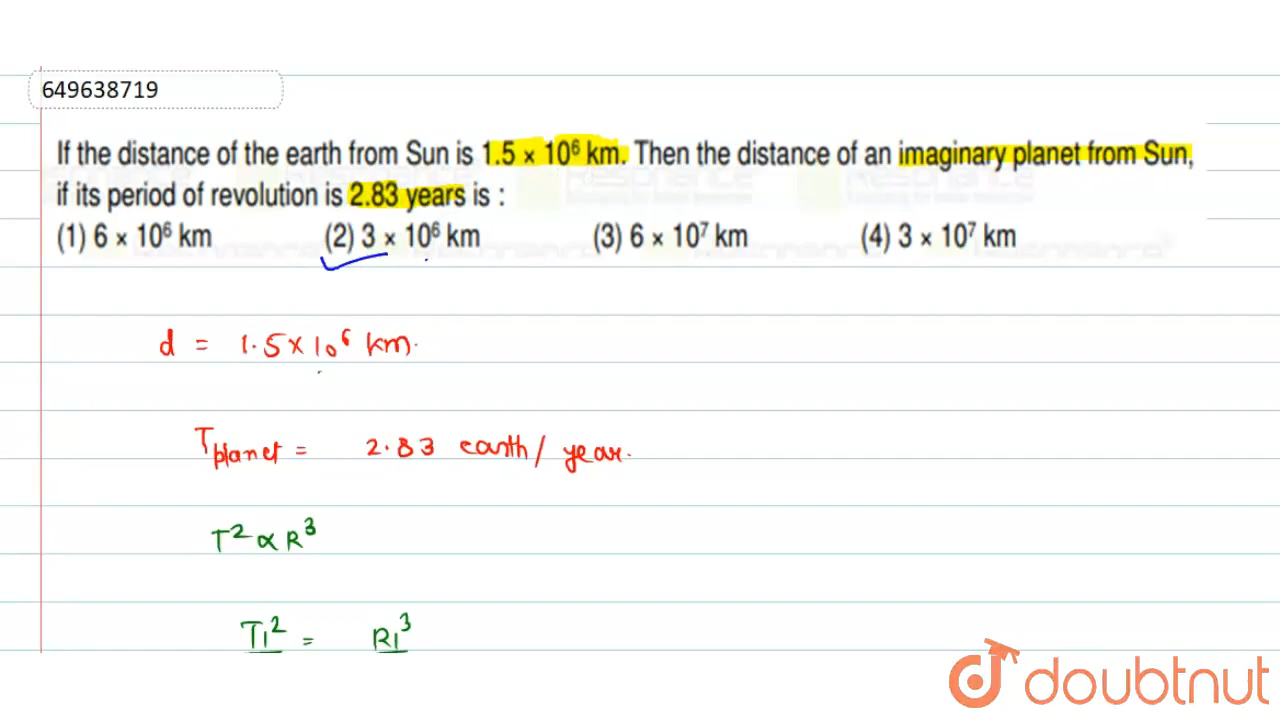 649638719
If the distance of the earth from Sun is 1.5 × 10⁶ km. Then the distance of an imaginary planet from Sun,
if its period of revolution is 2.83 years is :
(1) 6 × 10⁶ km (2) 3 × 10⁶ km (3) 6 × 10⁷ km (4) 3 × 10⁷ km
d = 1.5 × 10⁶ km.
Tplanet = 2.83 earth/year.
T² ∝ R³
T1² = R1³
doubtnut